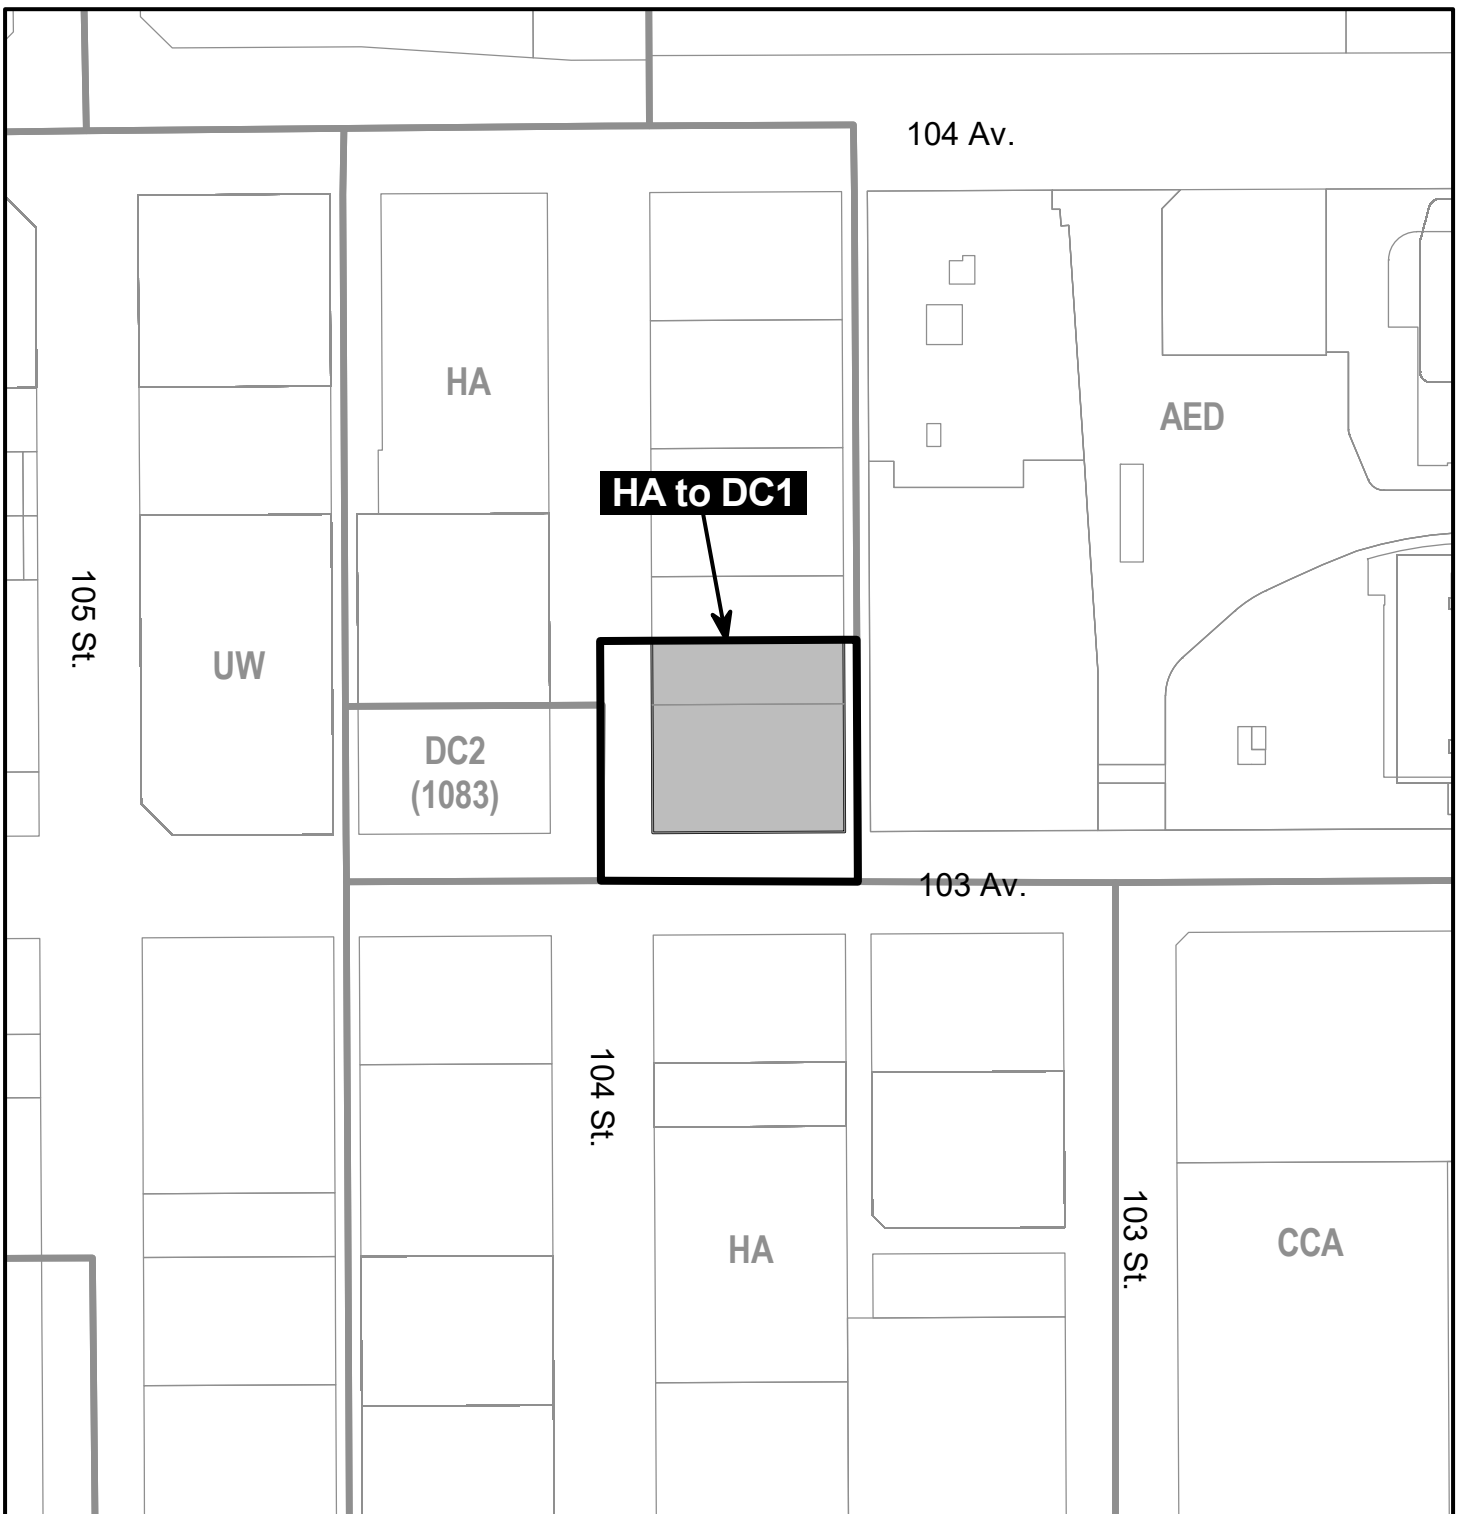 104 Av.
HA
AED
HA to DC1
105 St.
UW
DC2
(1083)
103 Av.
104 St.
103 St.
HA
CCA